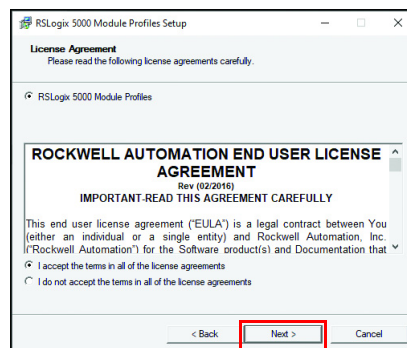 RSLogix 5000 Module Profiles Setup
License Agreement
Please read the following license agreements carefully.
RSLogix 5000 Module Profiles
ROCKWELL AUTOMATION END USER LICENSE
AGREEMENT
Rev (02/2016)
IMPORTANT-READ THIS AGREEMENT CAREFULLY
This end user license agreement ("EULA") is a legal contract between You
(either an individual or a single entity) and Rockwell Automation, Inc.
("Rockwell Automation") for the Software product(s) and Documentation that
I accept the terms in all of the license agreements
I do not accept the terms in all of the license agreements
< Back Next > Cancel